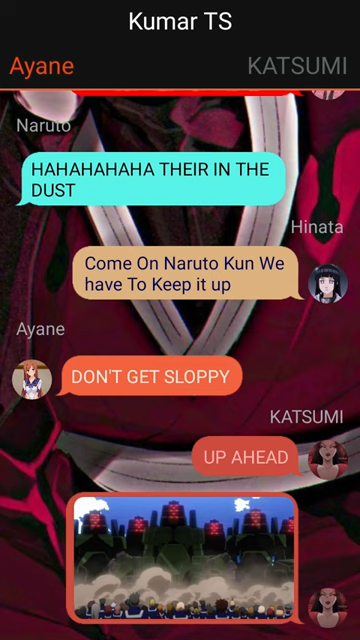 Kumar TS
Ayane
KATSUMI
Naruto
HAHAHAHAHA THEIR IN THE
DUST
Hinata
Come On Naruto Kun We
have To Keep it up
Ayane
DON'T GET SLOPPY
KATSUMI
UP AHEAD